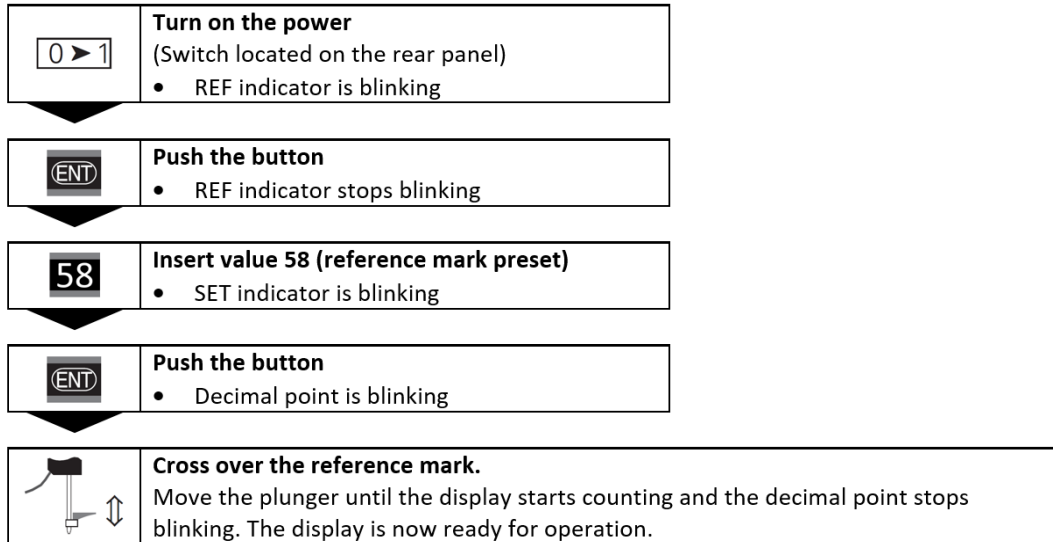 Turn on the power
0 ➤ 1
(Switch located on the rear panel)
• REF indicator is blinking
Push the button
ENT
• REF indicator stops blinking
Insert value 58 (reference mark preset)
58
• SET indicator is blinking
Push the button
ENT
• Decimal point is blinking
Cross over the reference mark.
Move the plunger until the display starts counting and the decimal point stops
blinking. The display is now ready for operation.